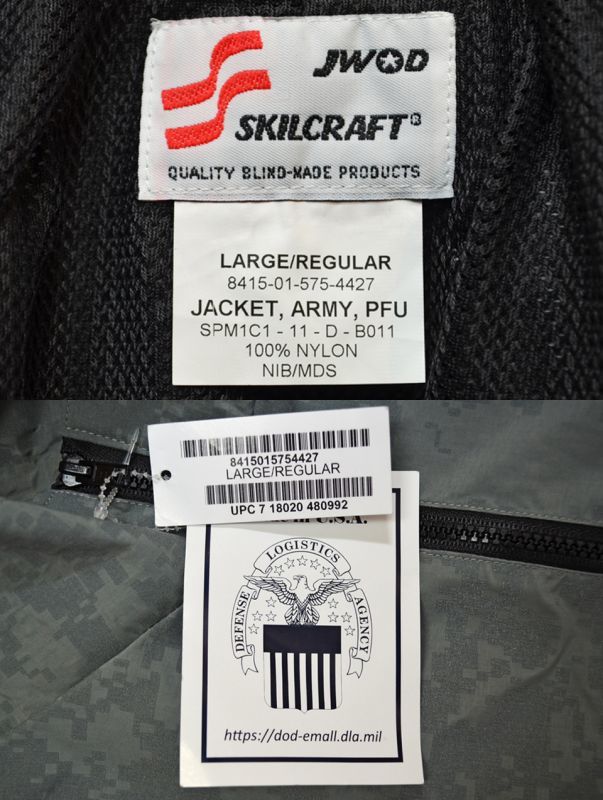 JWOD
SKILCRAFT®
QUALITY BLIND-MADE PRODUCTS
LARGE/REGULAR
8415-01-575-4427
JACKET, ARMY, PFU
SPM1C1 - 11 - D - B011
100% NYLON
NIB/MDS
8415015754427
LARGE/REGULAR
UPC 7 18020 480992
U.S.A.
DEFENSE LOGISTICS AGENCY
https://dod-emall.dla.mil